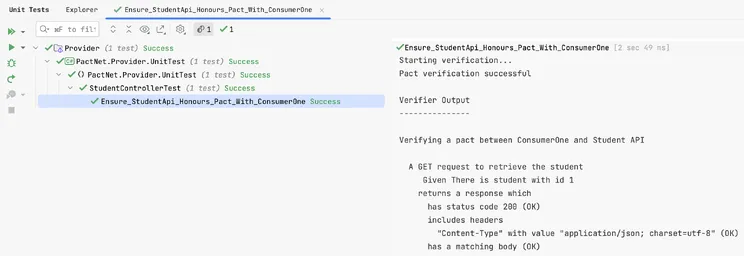 Unit Tests Explorer Ensure_StudentApi_Honours_Pact_With_ConsumerOne
⌘F to fil 1 1
Provider (1 test) Success
PactNet.Provider.UnitTest (1 test) Success
PactNet.Provider.UnitTest (1 test) Success
StudentControllerTest (1 test) Success
Ensure_StudentApi_Honours_Pact_With_ConsumerOne Success
Ensure_StudentApi_Honours_Pact_With_ConsumerOne [2 sec 49 ns]
Starting verification...
Pact verification successful
Verifier Output
---------------
Verifying a pact between ConsumerOne and Student API
A GET request to retrieve the student
Given There is student with id 1
returns a response which
has status code 200 (OK)
includes headers
"Content-Type" with value "application/json; charset=utf-8" (OK)
has a matching body (OK)